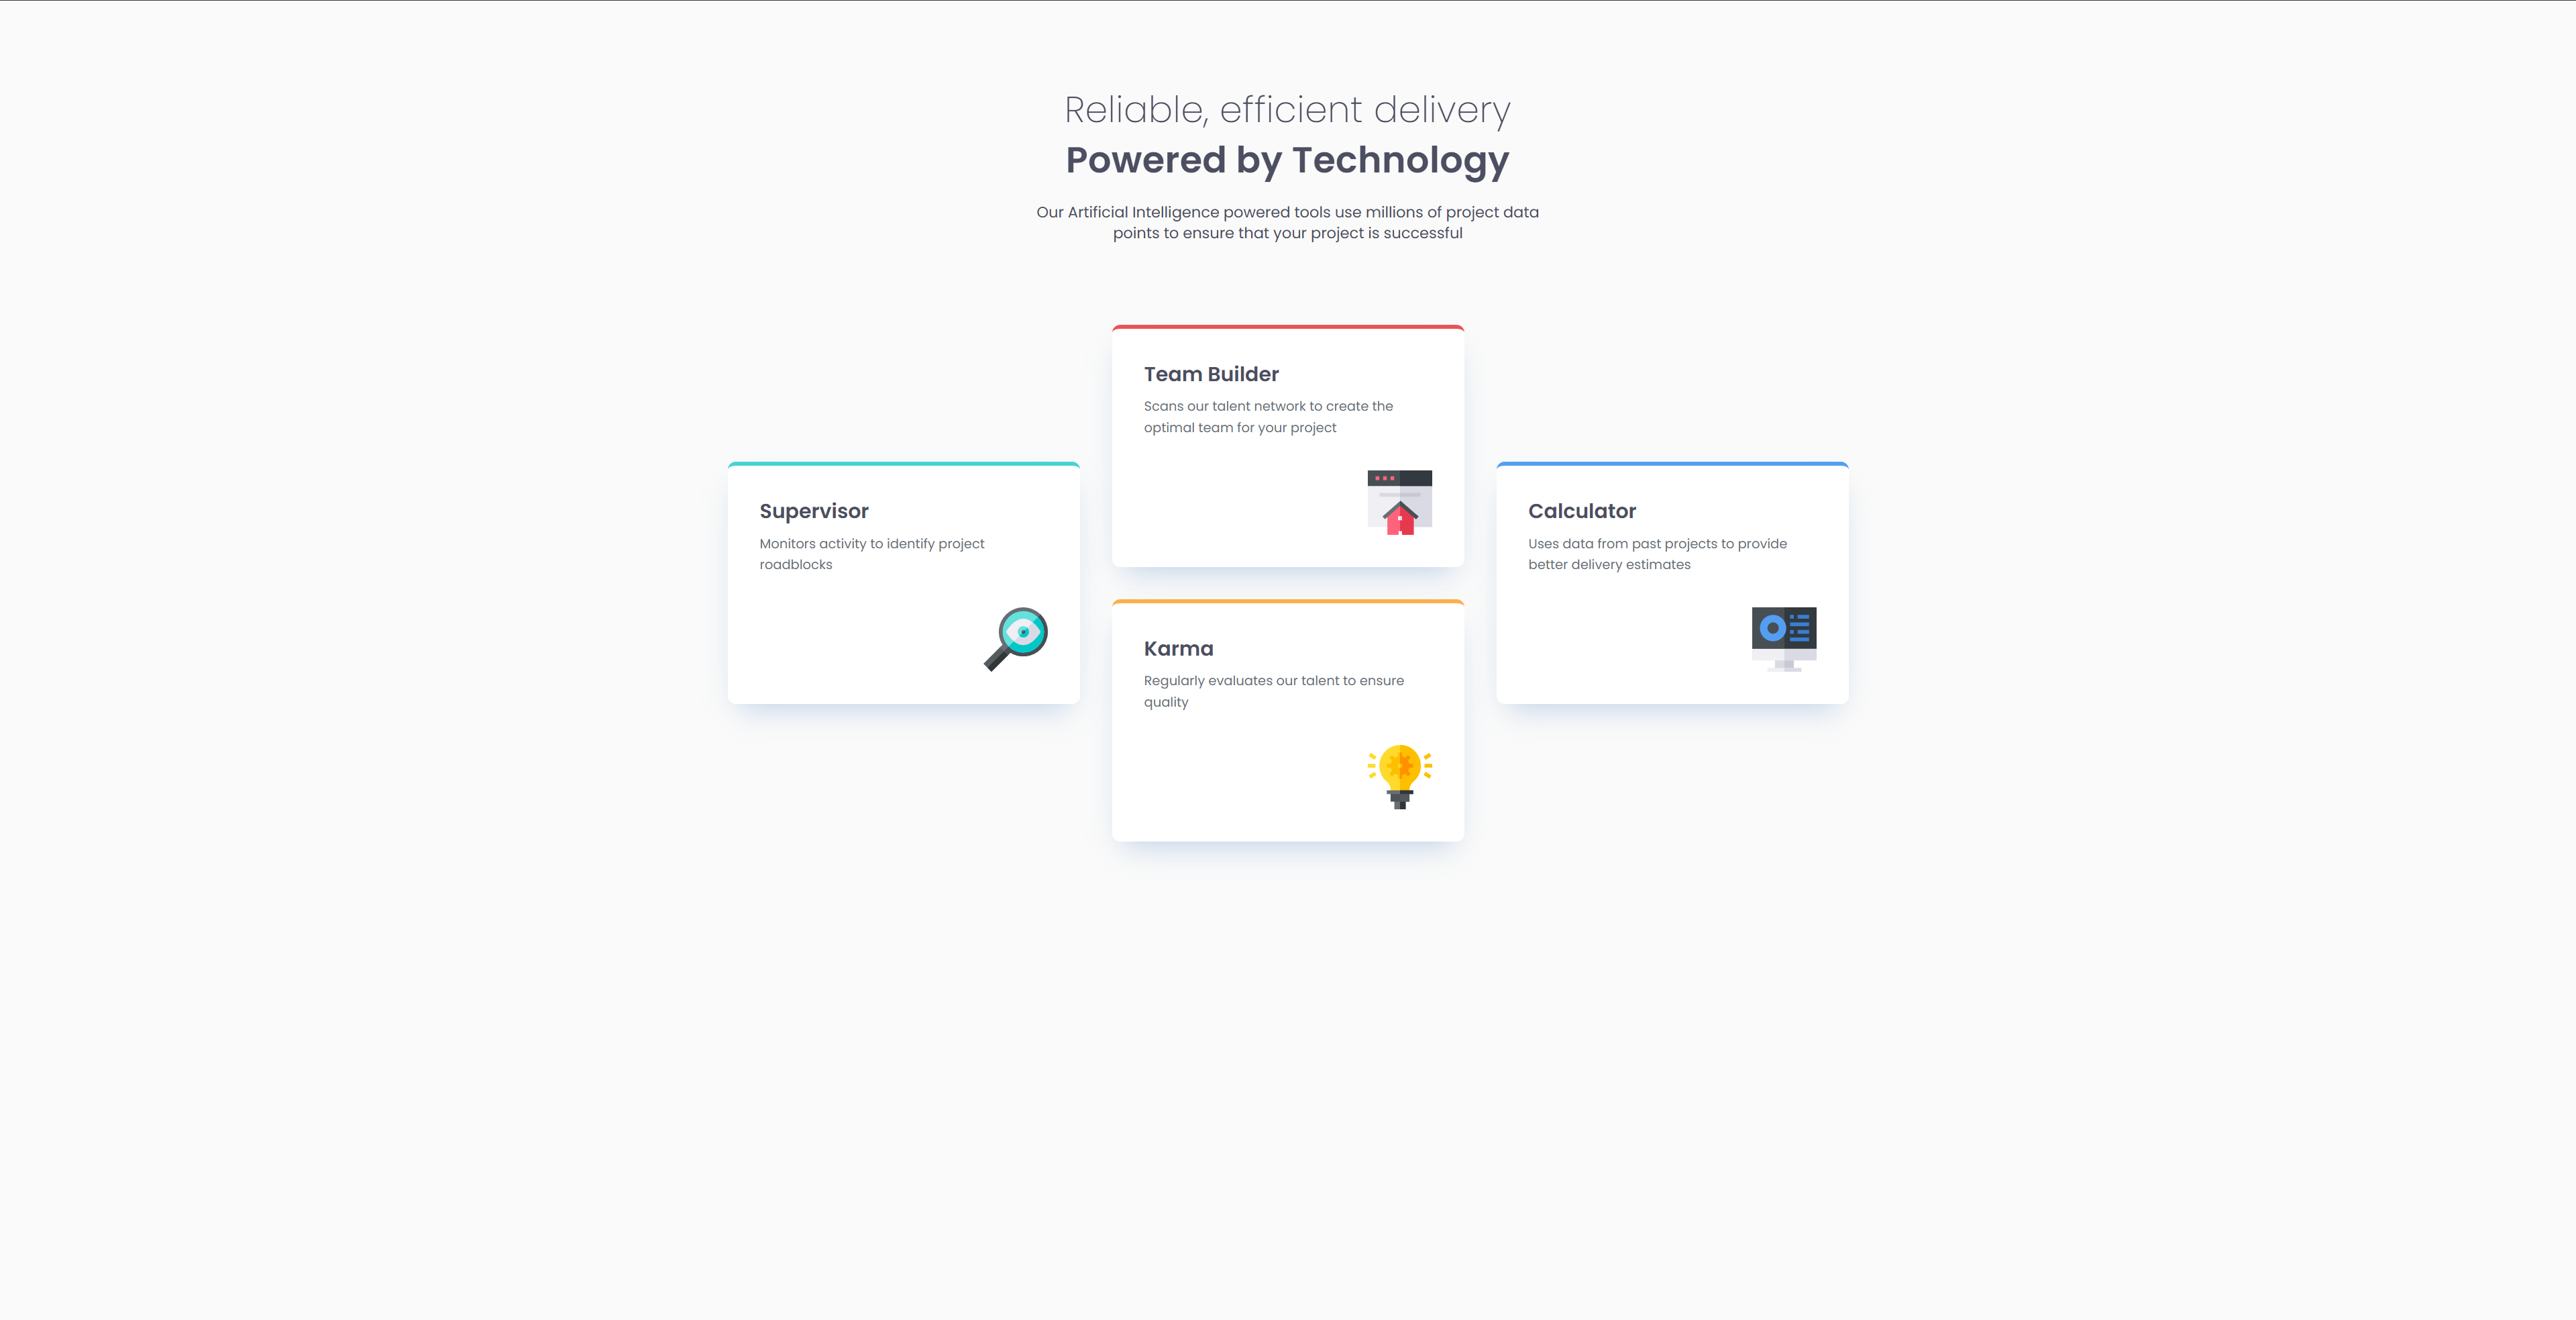 Reliable, efficient delivery
Powered by Technology
Our Artificial Intelligence powered tools use millions of project data
points to ensure that your project is successful
Team Builder
Scans our talent network to create the
optimal team for your project
Supervisor
Monitors activity to identify project
roadblocks
Calculator
Uses data from past projects to provide
better delivery estimates
Karma
Regularly evaluates our talent to ensure
quality